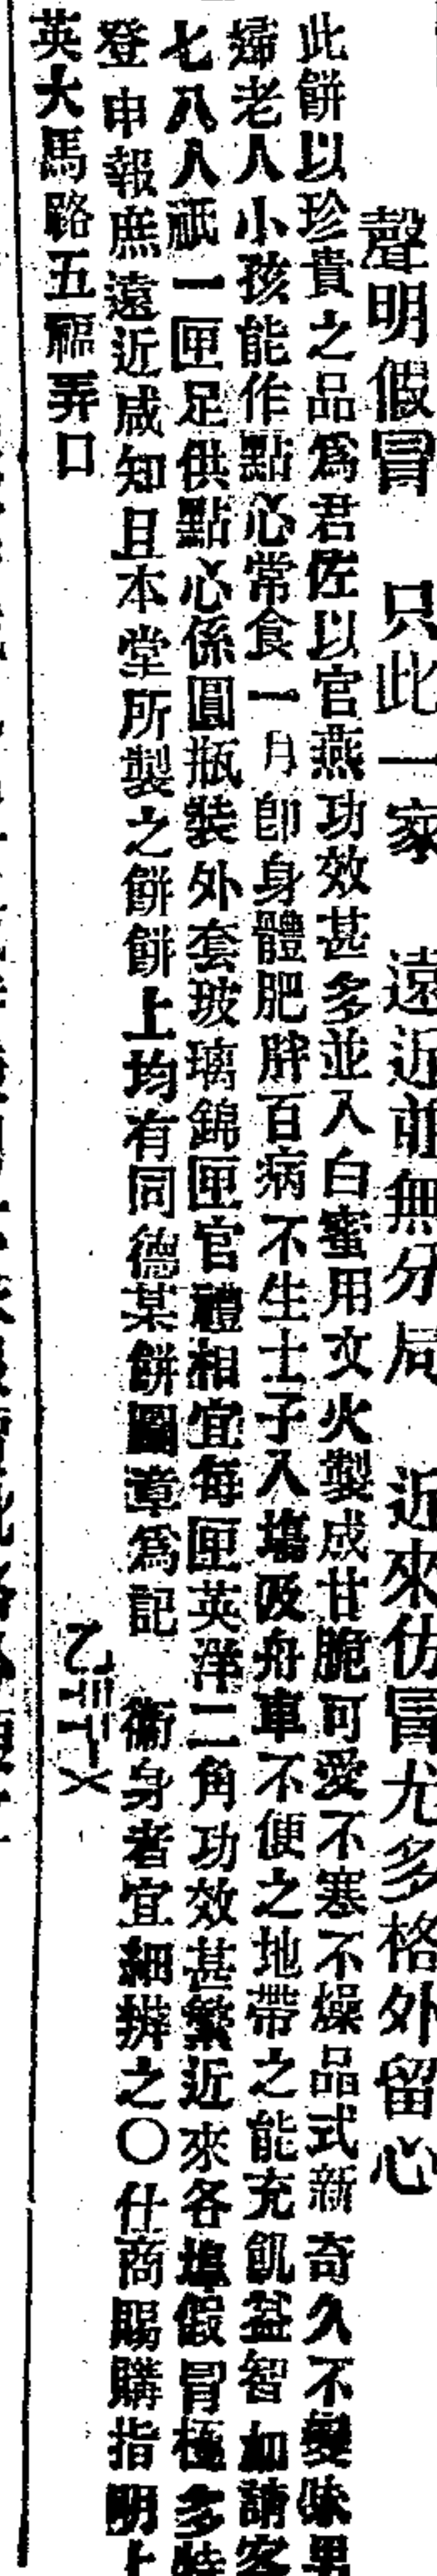 聲明假冒　只此一家　遠近並無分局　近來仿冒尤多格外留心
此餅以珍貴之品爲君佐以官燕功效甚多並入白蜜用文火製成甘脆可愛不寒不燥品式新奇久不變味男
婦老人小孩能作點心常食一月卽身體肥胖百病不生士子入塲及舟車不便之地帶之能充飢益智如請客
七八人祇一匣足供點心係圓瓶裝外套玻璃錦匣官禮相宜每匣英洋二角功效甚繁近來各埠假冒極多特
登申報庶遠近咸知且本堂所製之餅餅上均有同德某餅圖章爲記　衞身者宜細辨之〇仕商賜購指明上
英大馬路五福弄口